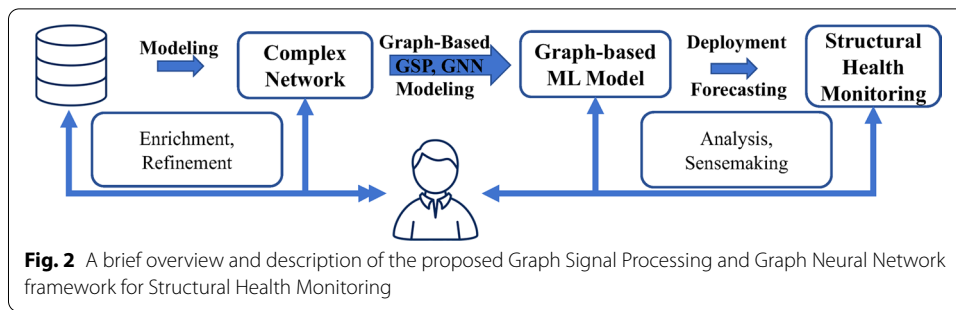 Modeling
Complex
Network
Graph-Based
GSP, GNN
Modeling
Graph-based
ML Model
Deployment
Forecasting
Structural
Health
Monitoring
Enrichment,
Refinement
Analysis,
Sensemaking
Fig. 2 A brief overview and description of the proposed Graph Signal Processing and Graph Neural Network
framework for Structural Health Monitoring